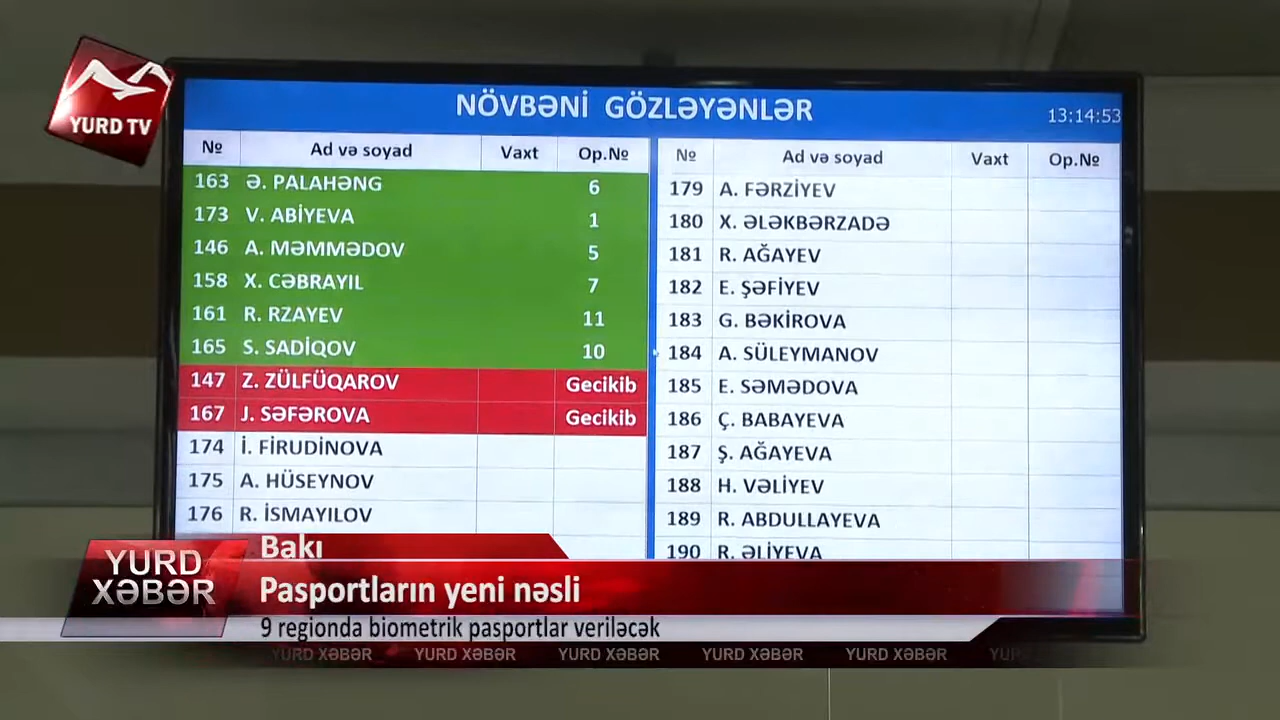 YURD TV
NÖVBƏNİ GÖZLƏYƏNLƏR
13:14:53
№ Ad və soyad Vaxt Op.№
163 Ə. PALAHƏNG 6
173 V. ABİYEVA 1
146 A. MƏMMƏDOV 5
158 X. CƏBRAYIL 7
161 R. RZAYEV 11
165 S. SADİQOV 10
147 Z. ZÜLFÜQAROV Gecikib
167 J. SƏFƏROVA Gecikib
174 İ. FİRUDİNOVA
175 A. HÜSEYNOV
176 R. İSMAYILOV
№ Ad və soyad Vaxt Op.№
179 A. FƏRZİYEV
180 X. ƏLƏKBƏRZADƏ
181 R. AĞAYEV
182 E. ŞƏFİYEV
183 G. BƏKİROVA
184 A. SÜLEYMANOV
185 E. SƏMƏDOVA
186 Ç. BABAYEVA
187 Ş. AĞAYEVA
188 H. VƏLİYEV
189 R. ABDULLAYEVA
190 R. ƏLİYEVA
YURD XƏBƏR
Bakı
Pasportların yeni nəsli
9 regionda biometrik pasportlar veriləcək
YURD XƏBƏR YURD XƏBƏR YURD XƏBƏR YURD XƏBƏR YURD XƏBƏR